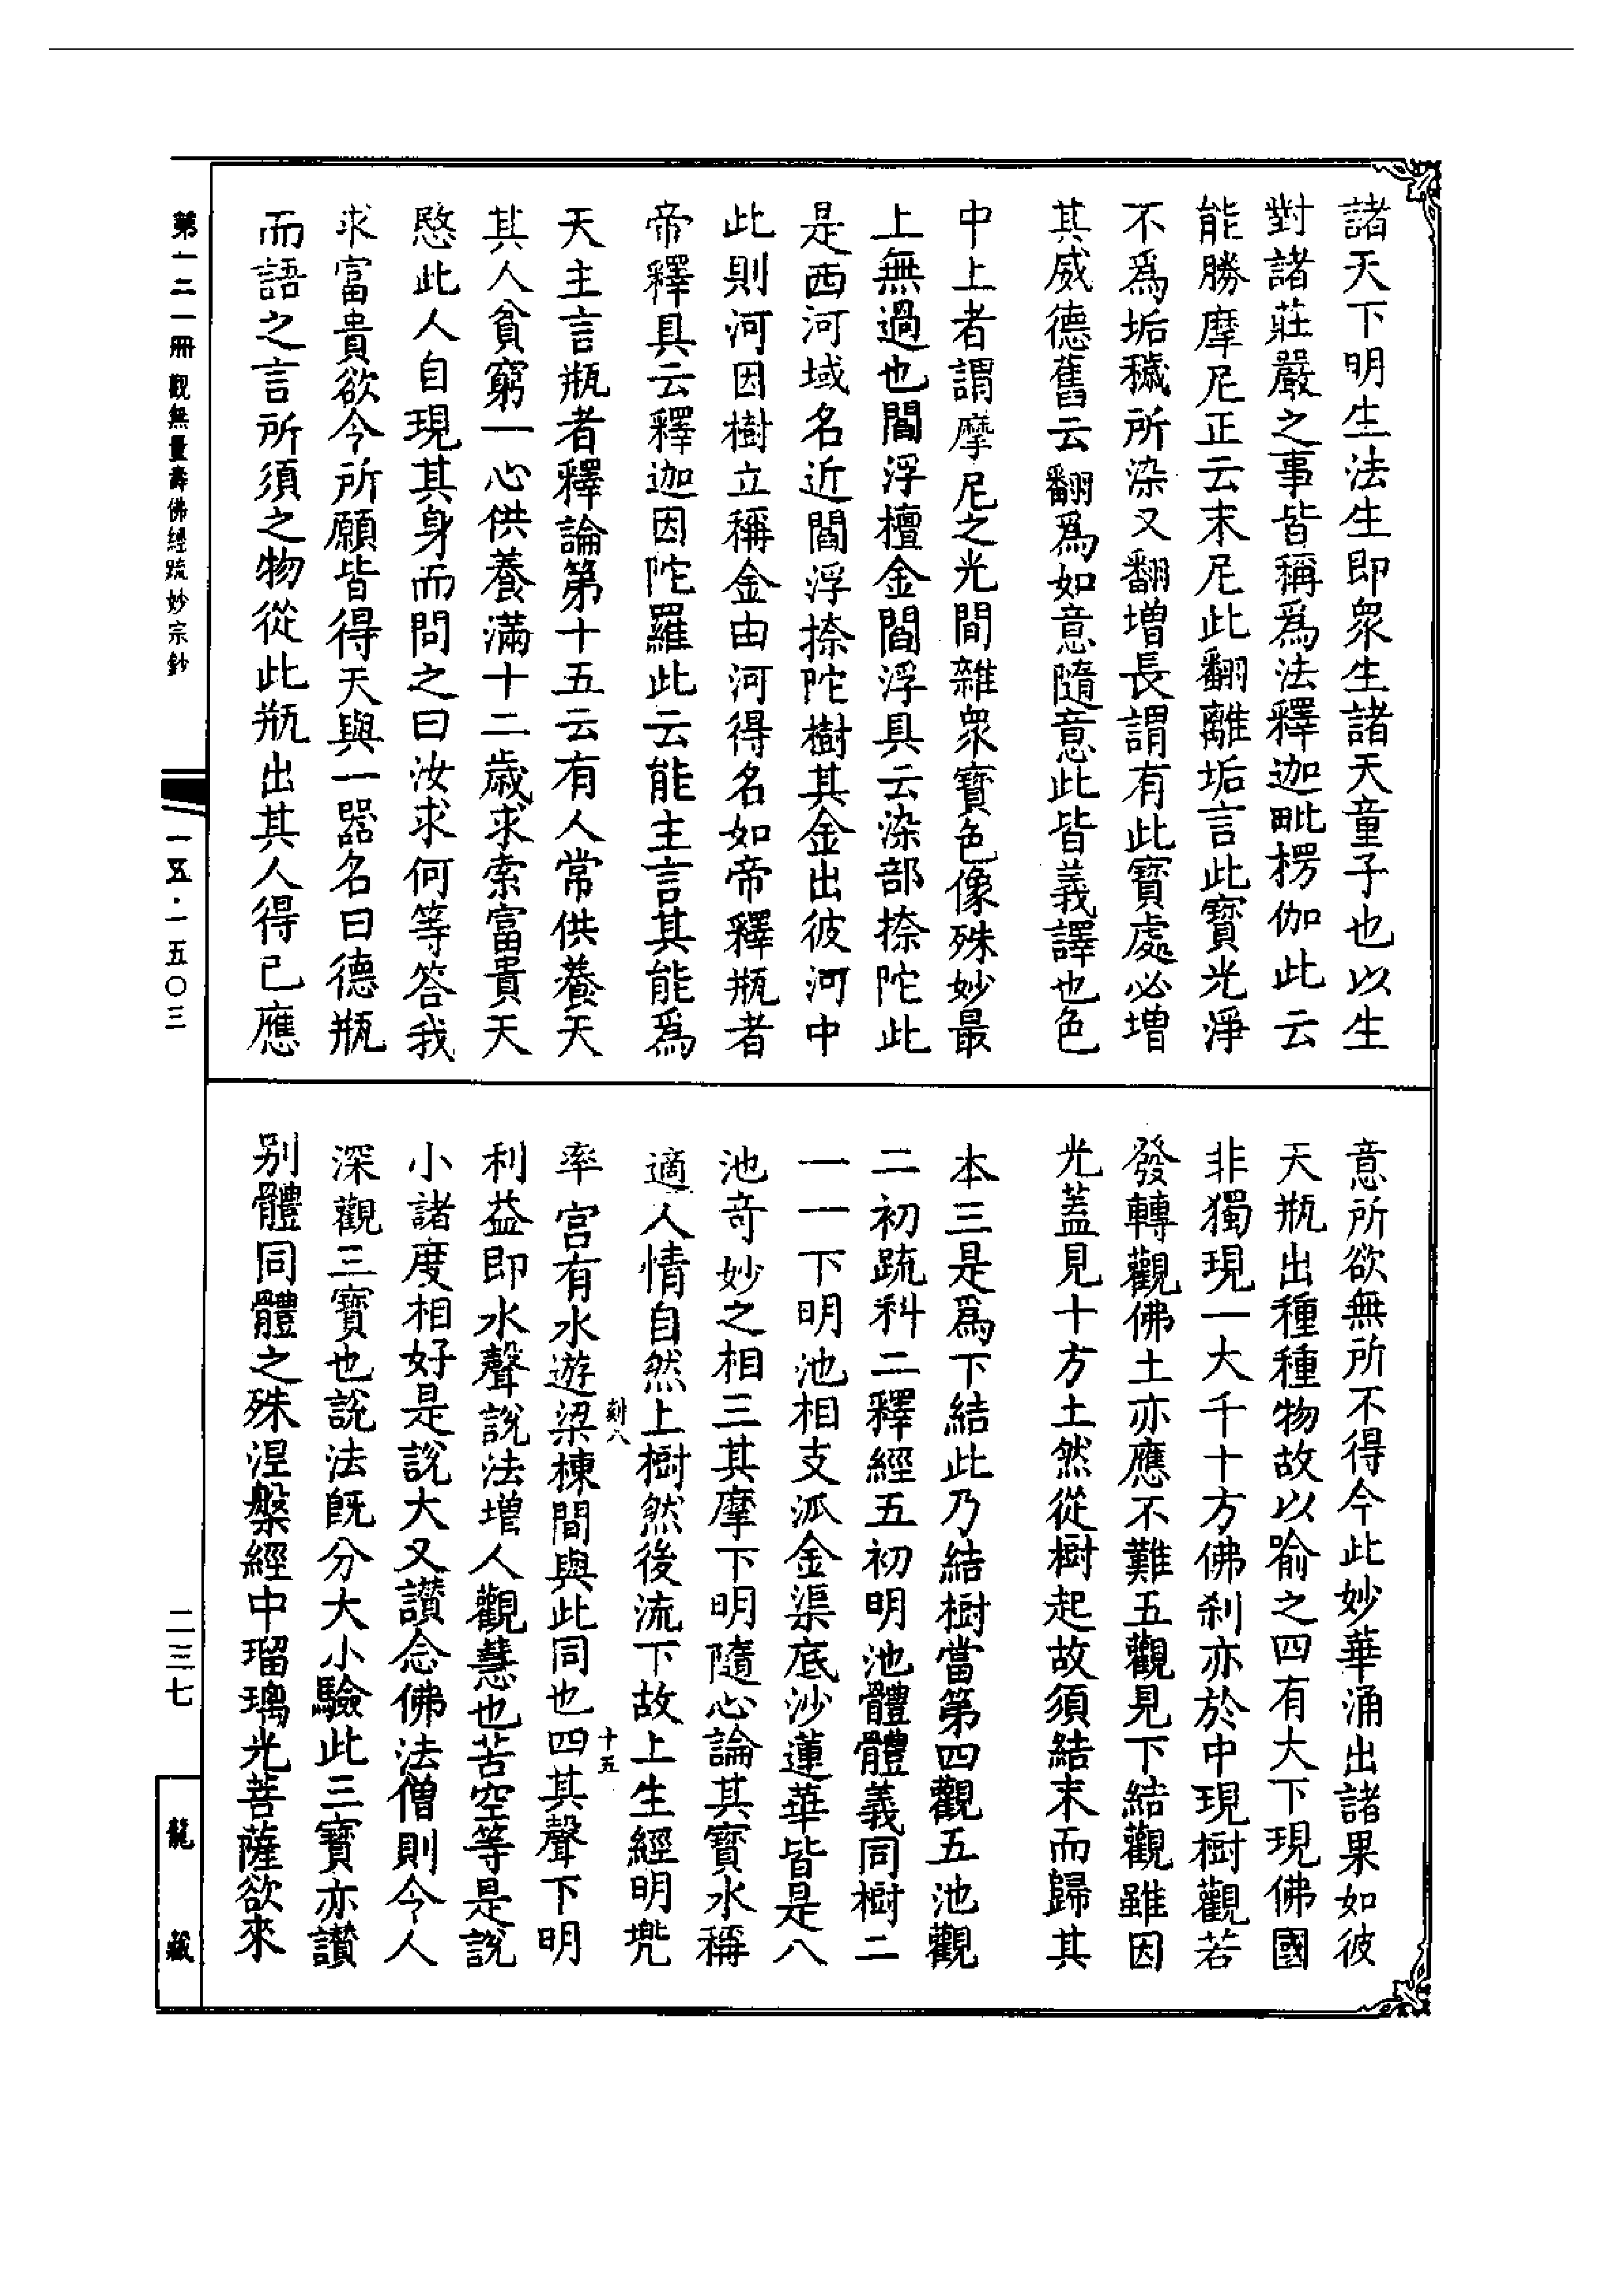 諸天下明生法生即衆生諸天童子也以生
對諸莊嚴之事皆稱爲法釋迦毗楞伽此云
能勝摩尼正云末尼此翻離垢言此寳光淨
不爲垢穢所染又翻增長謂有此寳處必增
其威德舊云翻爲如意隨意此皆義譯也色
中上者謂摩尼之光間雜衆寳色像殊妙最
上無過也閻浮檀金閻浮具云染部捺陀此
是西河域名近閻浮捺陀樹其金出彼河中
此則河因樹立稱金由河得名如帝釋瓶者
帝釋具云釋迦因陀羅此云能主言其能爲
天主言瓶者釋論第十五云有人常供養天
其人貧窮一心供養滿十二歲求索富貴天
愍此人自現其身而問之曰汝求何等答我
求富貴欲令所願皆得天與一器名曰德瓶
而語之言所須之物從此瓶出其人得已應
意所欲無所不得今此妙華涌出諸果如彼
天瓶出種種物故以喻之四有大下現佛國
非獨現一大千十方佛刹亦於中現樹觀若
發轉觀佛土亦應不難五觀見下結觀雖因
光蓋見十方土然從樹起故須結末而歸其
本三是爲下結此乃結樹當第四觀五池觀
二初疏科二釋經五初明池體體義同樹二
一一下明池相支泒金渠底沙蓮華皆是八
池竒妙之相三其摩下明隨心論其寳水稱
適人情自然上樹然後流下故上生經明兠
率宮有水遊梁棟間與此同也四其聲下明
利益即水聲說法增人觀慧也苦空等是說
小諸度相好是說大又讃念佛法僧則令人
深觀三寳也說法旣分大小驗此三寳亦讃
别體同體之殊涅槃經中瑠璃光菩薩欲來
刻八
十五
第一二一冊 觀無量壽佛經疏妙宗鈔
一五·一五〇三
二三七
龍藏